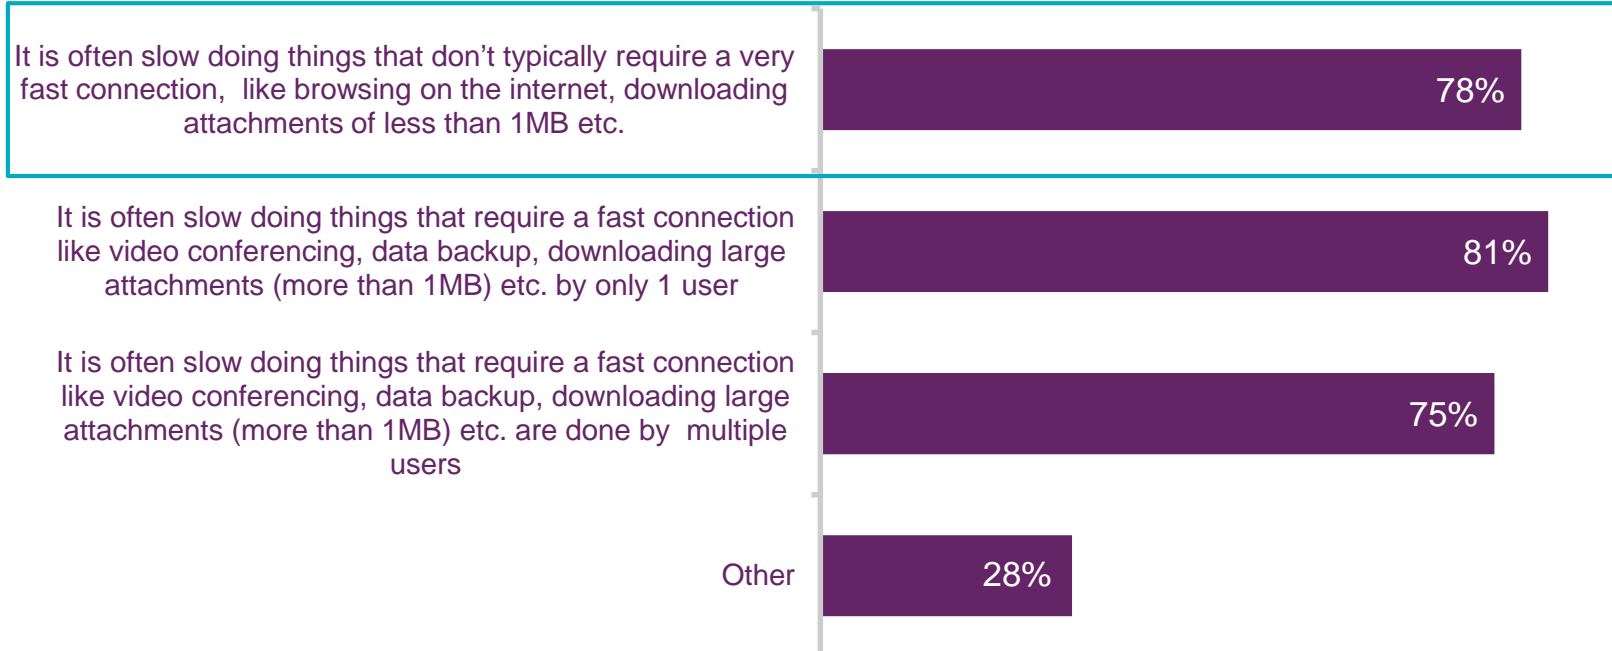 It is often slow doing things that don’t typically require a very
fast connection,  like browsing on the internet, downloading
attachments of less than 1MB etc.
78%
It is often slow doing things that require a fast connection
like video conferencing, data backup, downloading large
attachments (more than 1MB) etc. by only 1 user
81%
It is often slow doing things that require a fast connection
like video conferencing, data backup, downloading large
attachments (more than 1MB) etc. are done by  multiple
users
75%
Other
28%